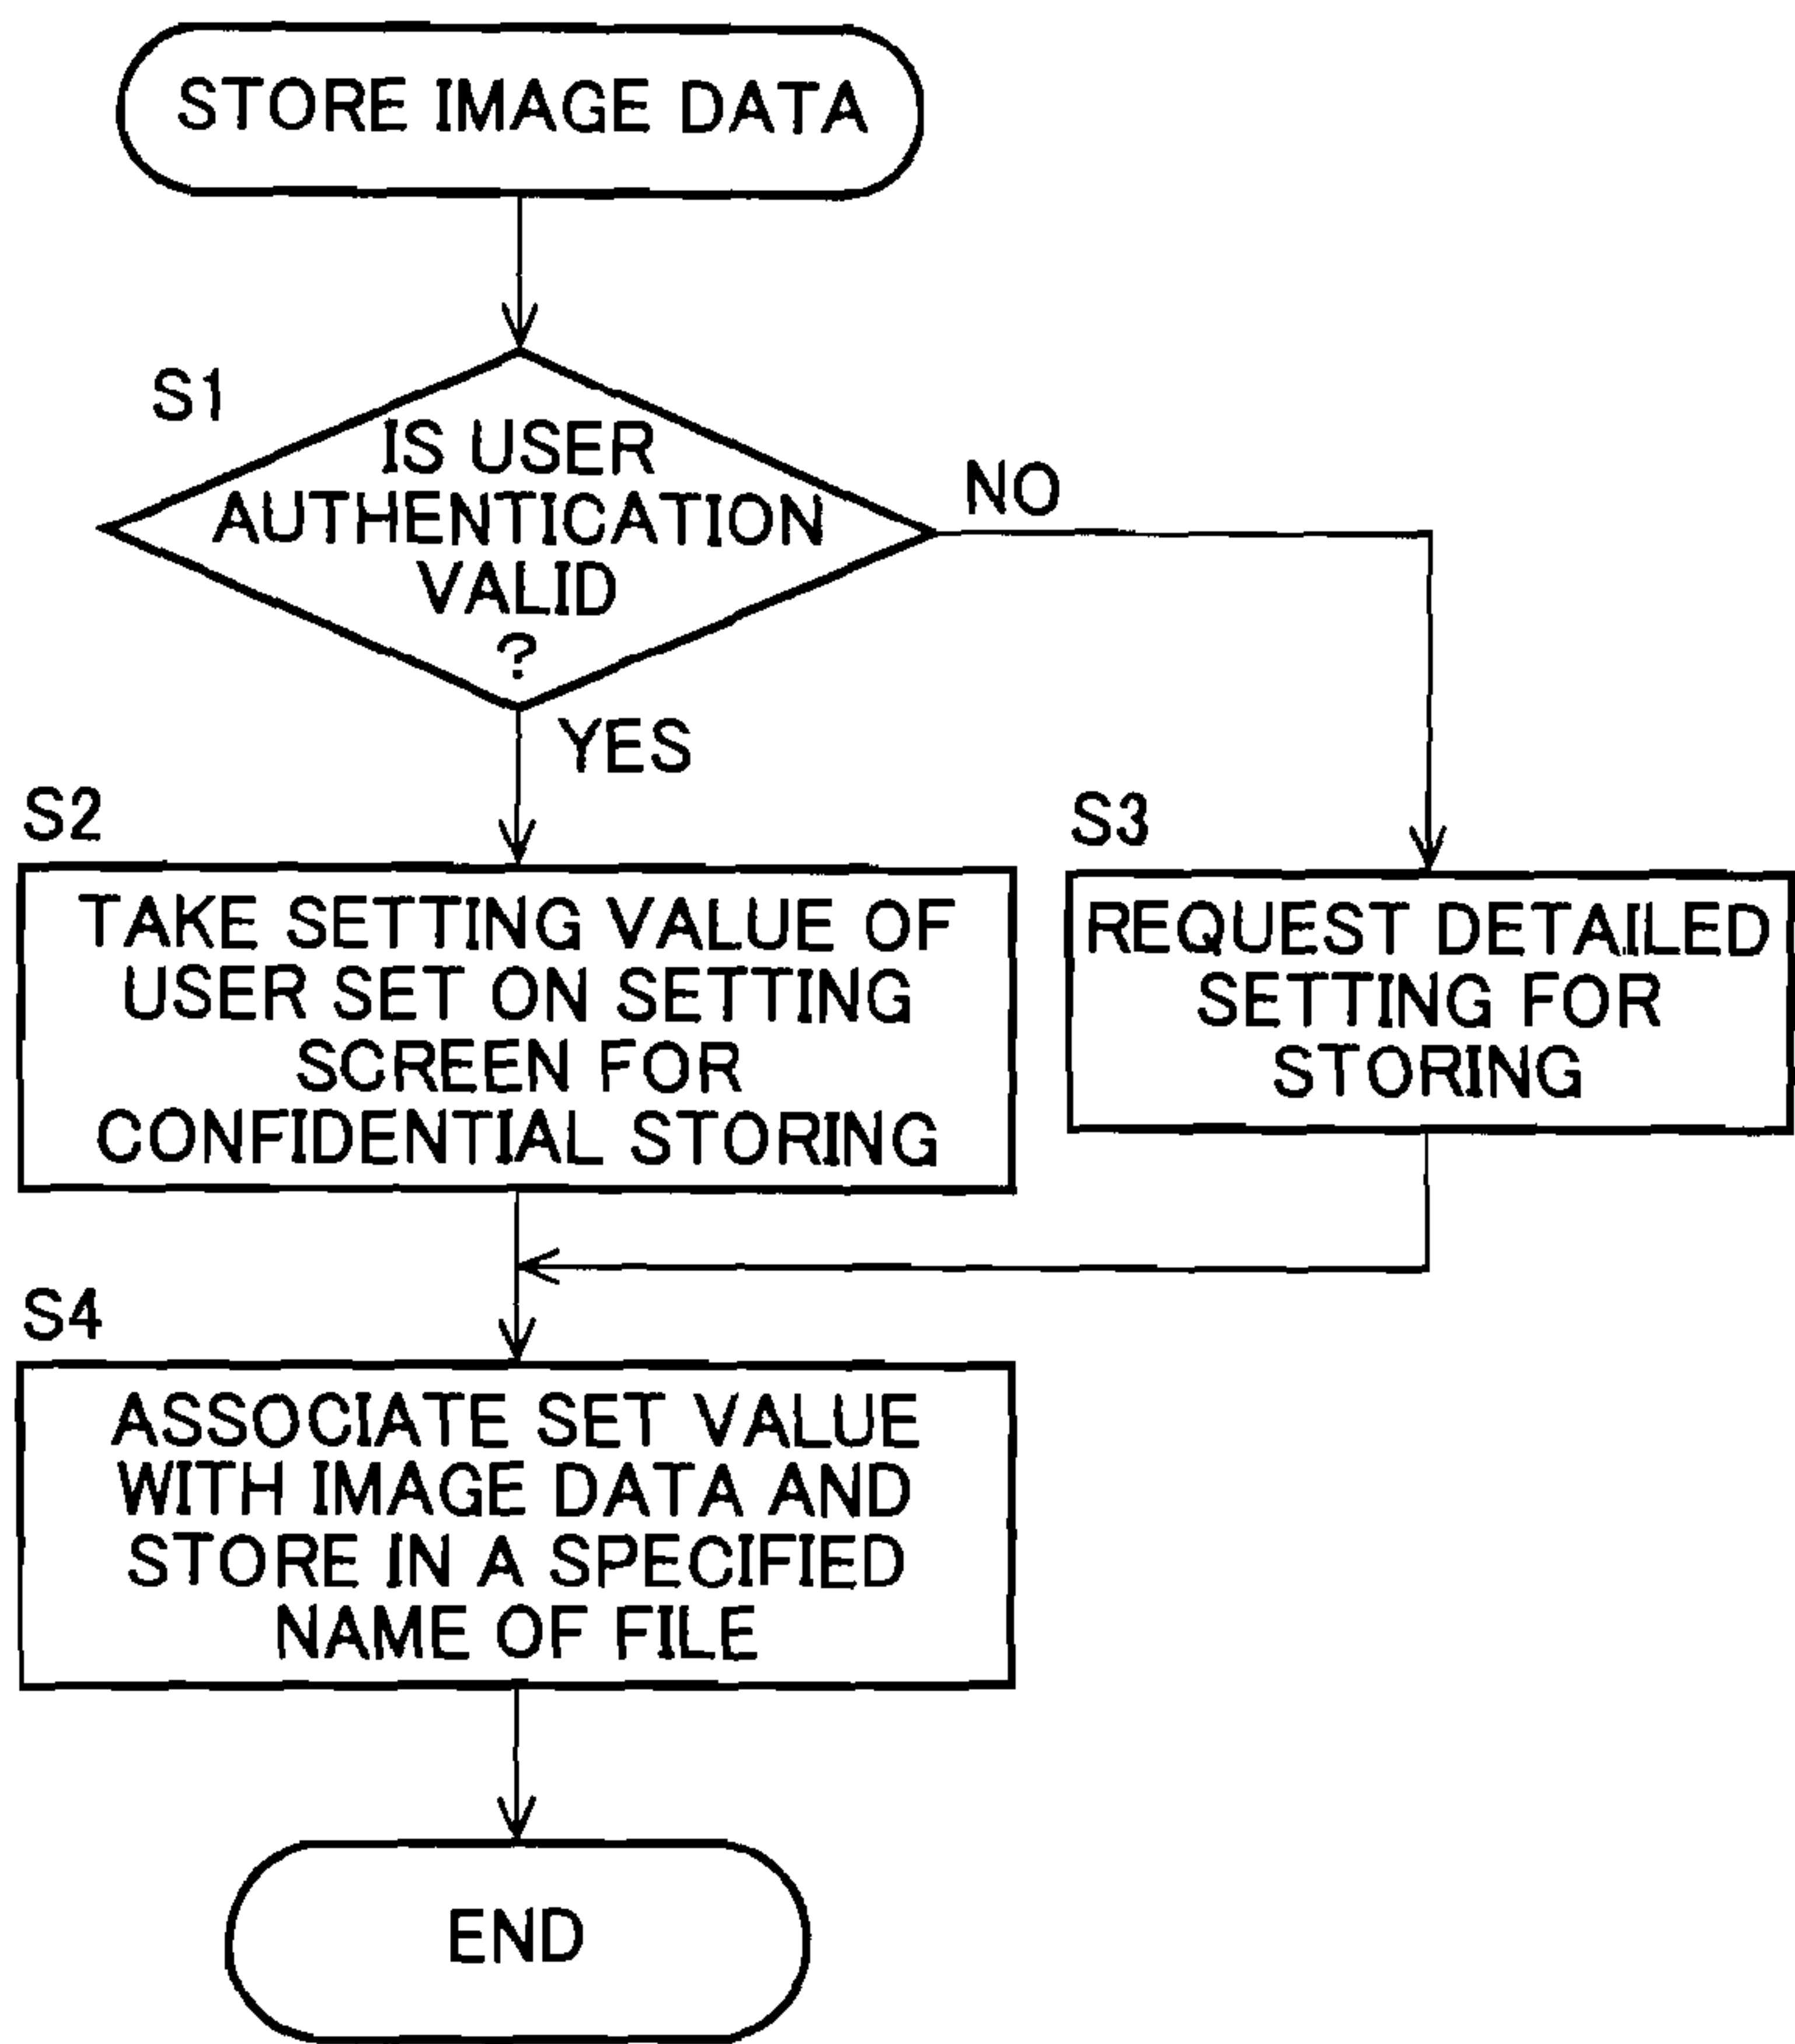 STORE IMAGE DATA
S1
IS USER
AUTHENTICATION
VALID
?
NO
YES
S2
TAKE SETTING VALUE OF
USER SET ON SETTING
SCREEN FOR
CONFIDENTIAL STORING
S3
REQUEST DETAILED
SETTING FOR
STORING
S4
ASSOCIATE SET VALUE
WITH IMAGE DATA AND
STORE IN A SPECIFIED
NAME OF FILE
END